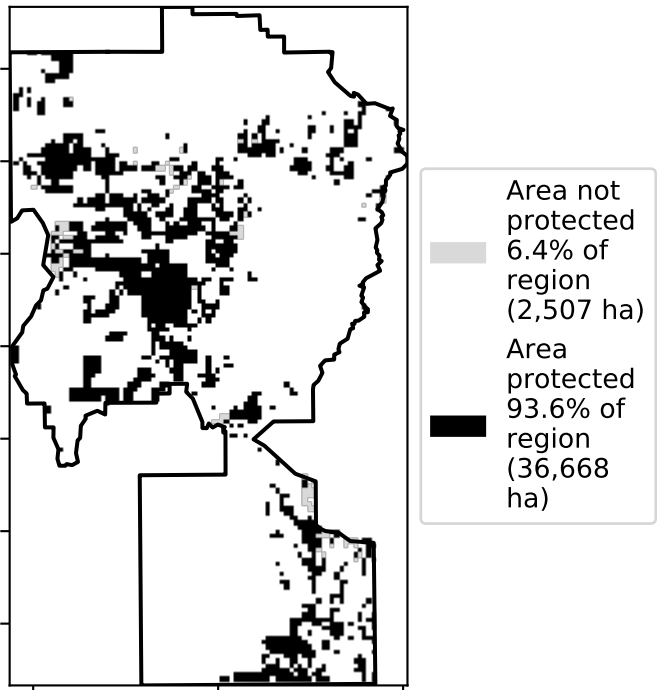 Area not
protected
6.4% of
region
(2,507 ha)
Area
protected
93.6% of
region
(36,668
ha)